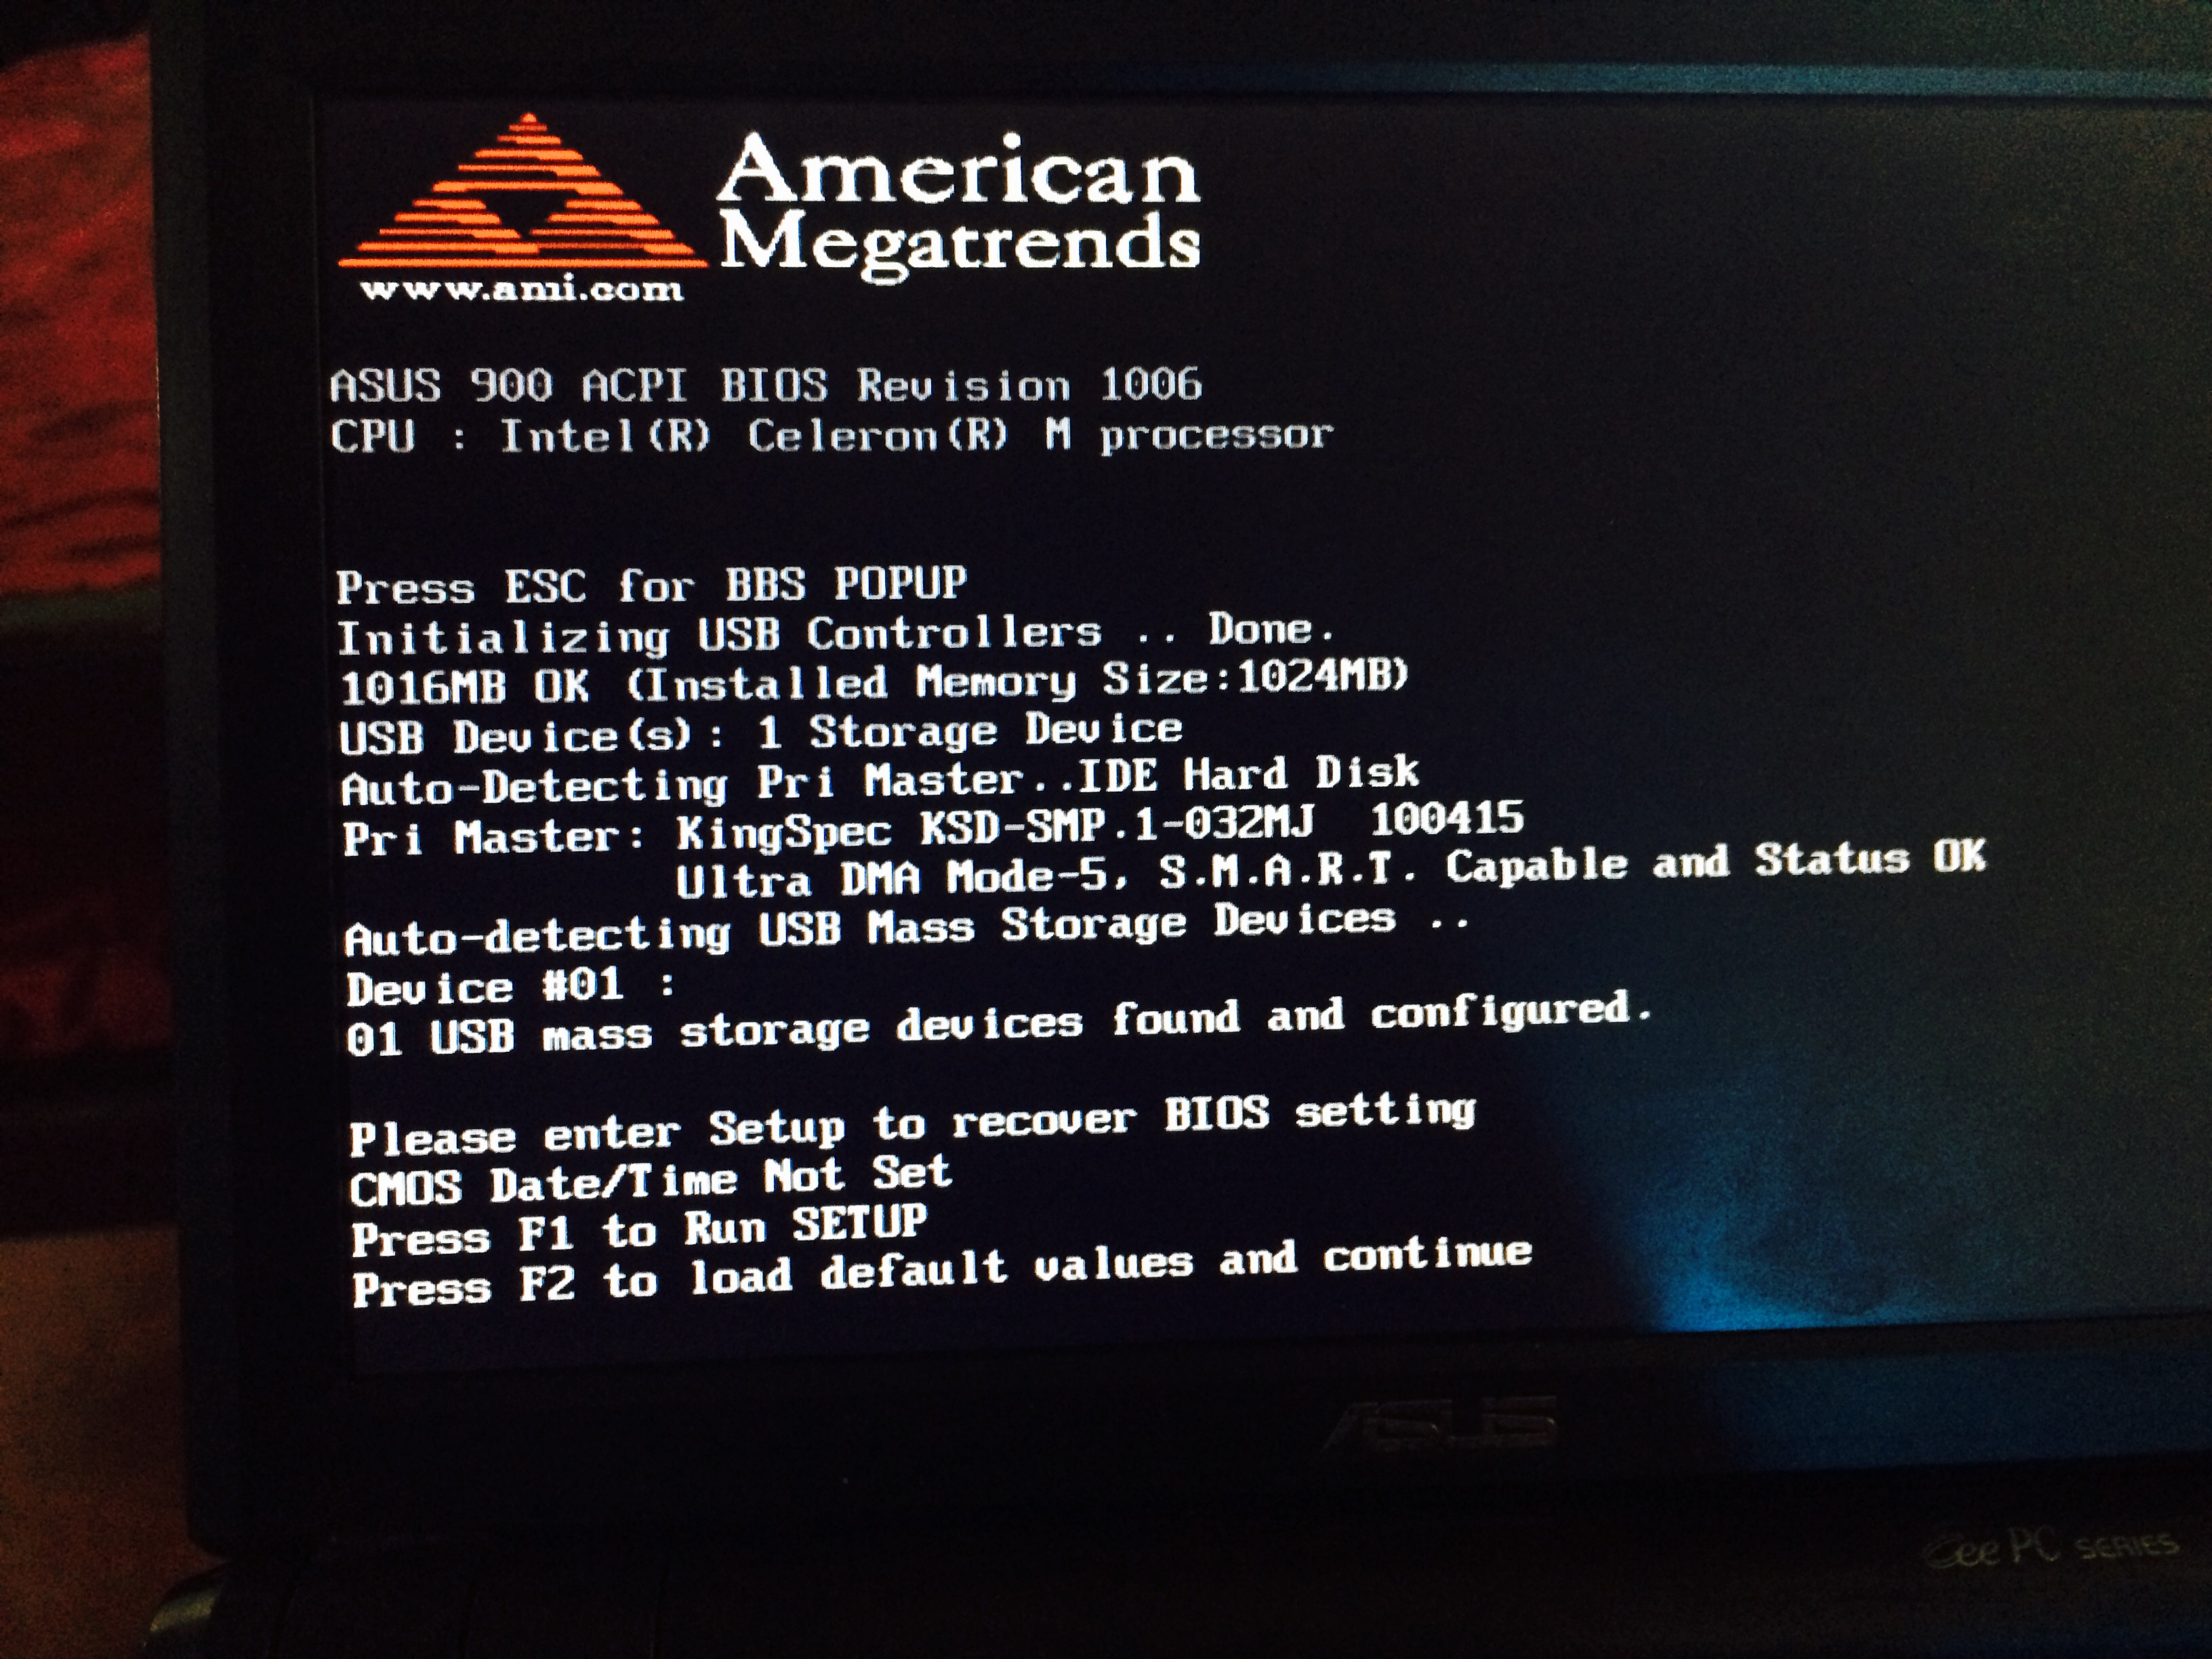 American
Megatrends
www.ami.com
ASUS 900 ACPI BIOS Revision 1006
CPU : Intel(R) Celeron(R) M processor
Press ESC for BBS POPUP
Initializing USB Controllers .. Done.
1016MB OK (Installed Memory Size:1024MB)
USB Device(s): 1 Storage Device
Auto-Detecting Pri Master..IDE Hard Disk
Pri Master: KingSpec KSD-SMP.1-032MJ 100415
Ultra DMA Mode-5, S.M.A.R.T. Capable and Status OK
Auto-detecting USB Mass Storage Devices ..
Device #01 :
01 USB mass storage devices found and configured.
Please enter Setup to recover BIOS setting
CMOS Date/Time Not Set
Press F1 to Run SETUP
Press F2 to load default values and continue
ASUS
Eee PC SERIES